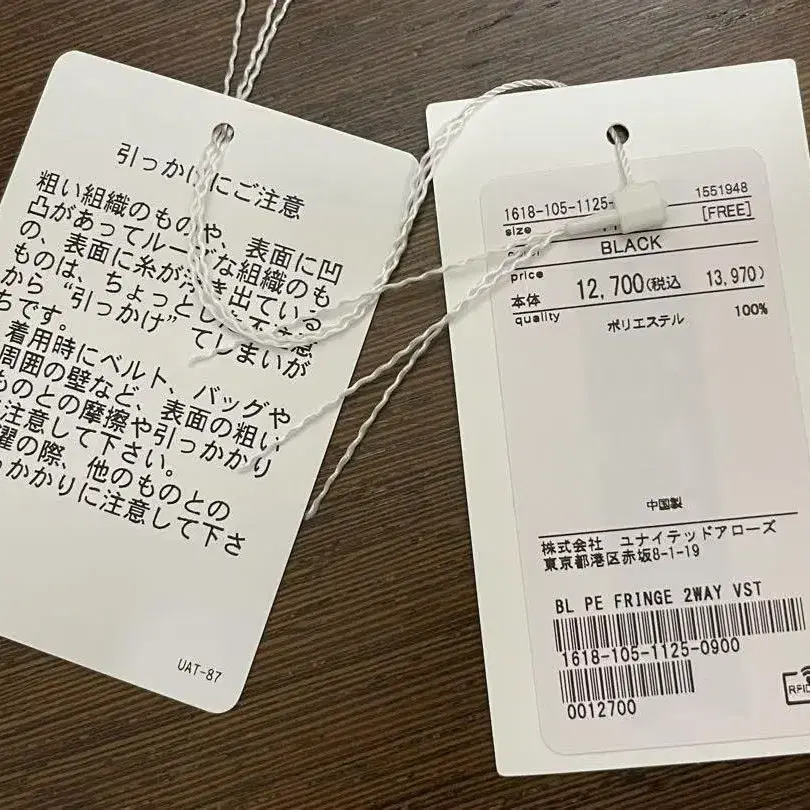 引っかけにご注意
粗い組織のものや、表面に凹
凸があってルーズな組織のも
の、表面に糸が浮き出ている
ものは、ちょっとした不注意
から“引っかけ”てしまいが
ちです。
着用時にベルト、バッグや
周囲の壁など、表面の粗い
ものとの摩擦や引っかかり
注意して下さい。
濯の際、他のものとの
っかかりに注意して下さ
UAT-87
1618-105-1125-
1551948
size
[FREE]
BLACK
price
本体 12,700(税込 13,970)
quality
ポリエステル 100%
中国製
株式会社 ユナイテッドアローズ
東京都港区赤坂8-1-19
BL PE FRINGE 2WAY VST
1618-105-1125-0900
0012700
RFID